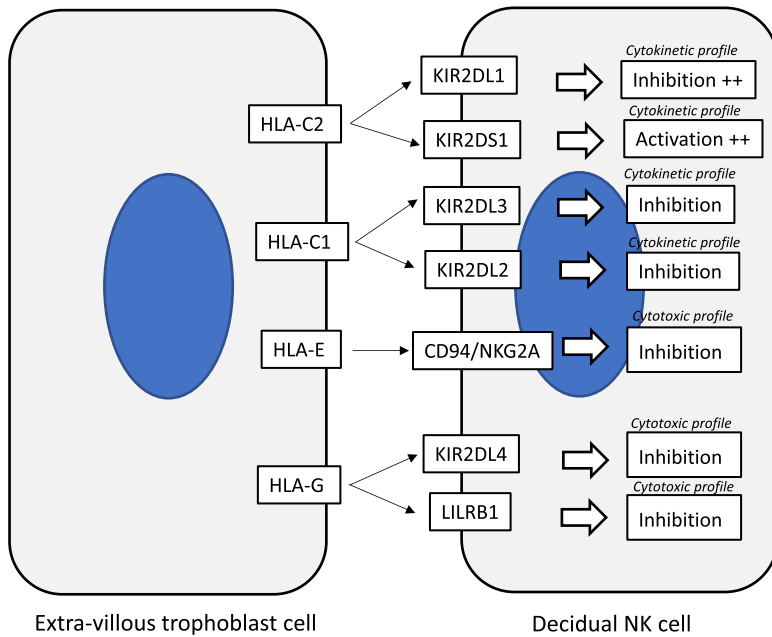 Cytokinetic profile
KIR2DL1
Inhibition ++
HLA-C2
Cytokinetic profile
KIR2DS1
Activation ++
Cytokinetic profile
KIR2DL3
Inhibition
HLA-C1
Cytokinetic profile
KIR2DL2
Inhibition
Cytotoxic profile
HLA-E
CD94/NKG2A
Inhibition
Cytotoxic profile
KIR2DL4
Inhibition
HLA-G
Cytotoxic profile
LILRB1
Inhibition
Extra-villous trophoblast cell
Decidual NK cell